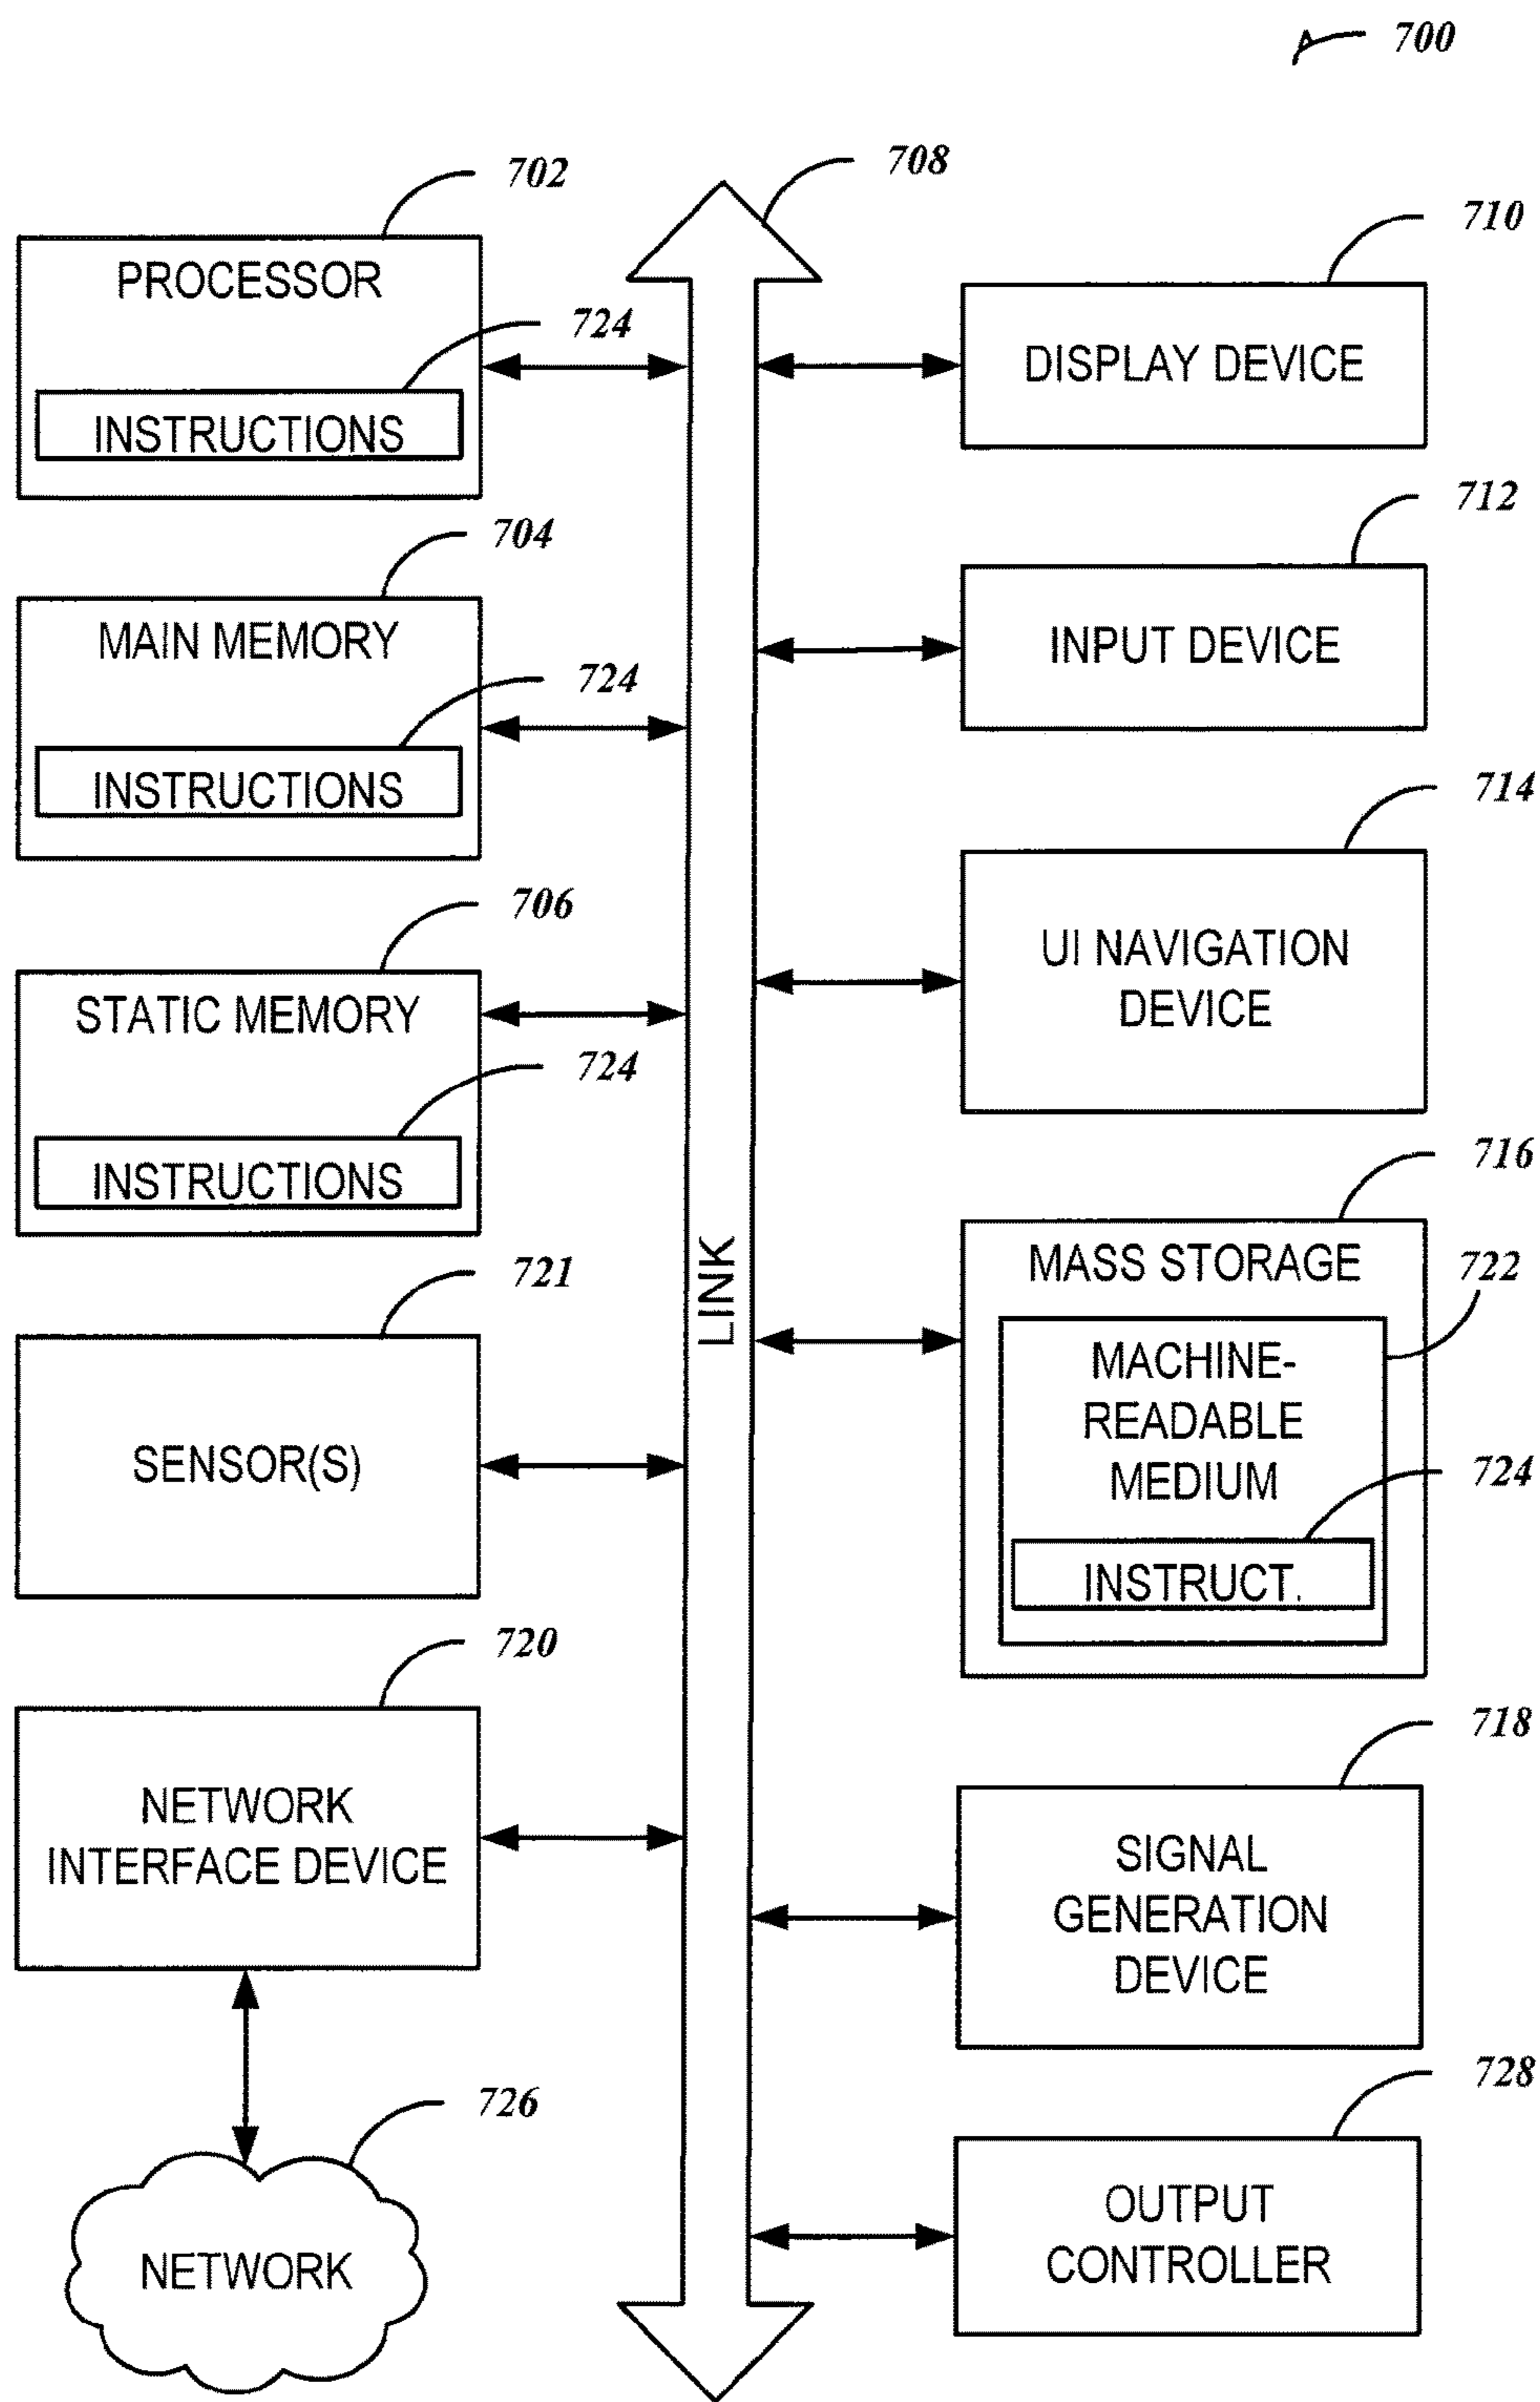 700
702
PROCESSOR
724
INSTRUCTIONS
704
MAIN MEMORY
724
INSTRUCTIONS
706
STATIC MEMORY
724
INSTRUCTIONS
721
SENSOR(S)
720
NETWORK
INTERFACE DEVICE
726
NETWORK
708
LINK
710
DISPLAY DEVICE
712
INPUT DEVICE
714
UI NAVIGATION
DEVICE
716
MASS STORAGE
722
MACHINE-
READABLE
MEDIUM
724
INSTRUCT.
718
SIGNAL
GENERATION
DEVICE
728
OUTPUT
CONTROLLER